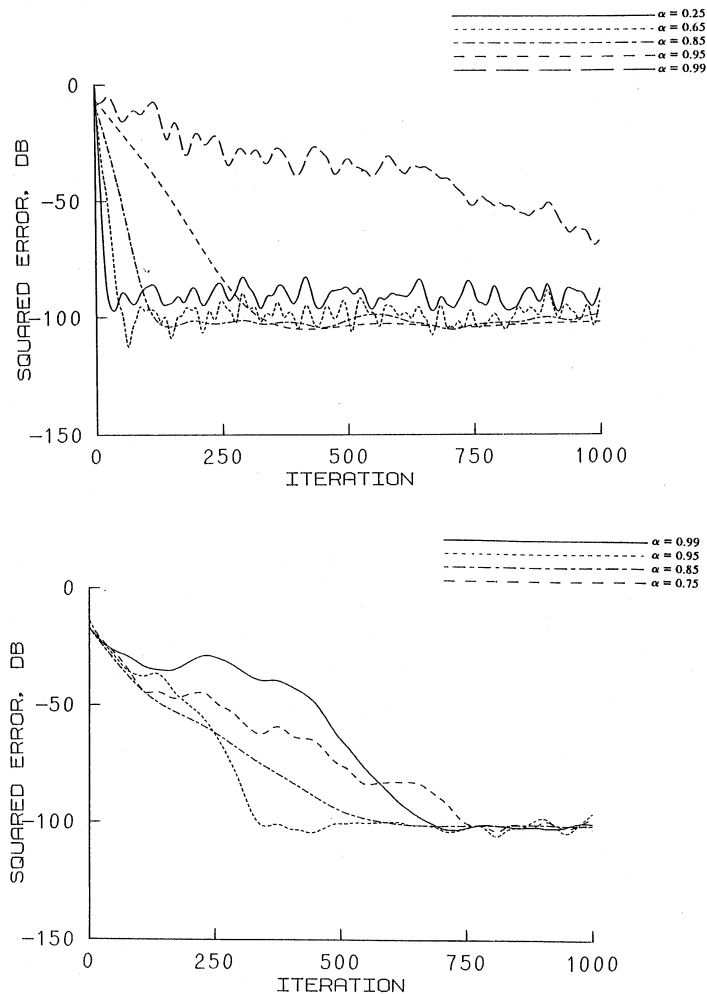 α = 0.25
α = 0.65
α = 0.85
α = 0.95
α = 0.99
0
−50
−100
−150
SQUARED ERROR, DB
0
250
500
750
1000
ITERATION
α = 0.99
α = 0.95
α = 0.85
α = 0.75
0
−50
−100
−150
SQUARED ERROR, DB
0
250
500
750
1000
ITERATION